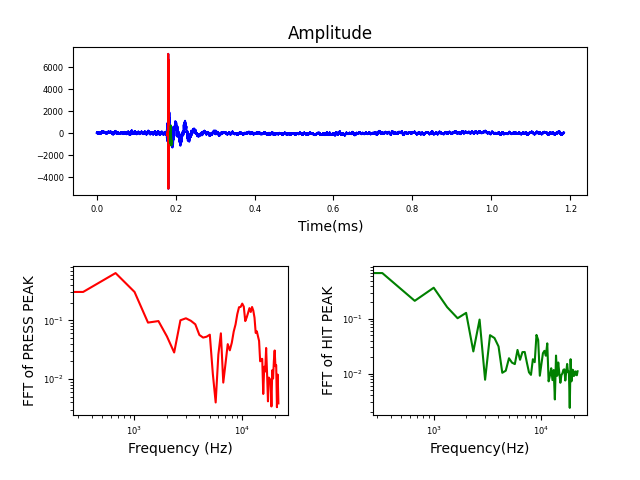 Amplitude
6000
4000
2000
0
−2000
−4000
0.0 0.2 0.4 0.6 0.8 1.0 1.2
Time(ms)
FFT of PRESS PEAK
10⁻¹
10⁻²
10³ 10⁴
Frequency (Hz)
FFT of HIT PEAK
10⁻¹
10⁻²
10³ 10⁴
Frequency(Hz)